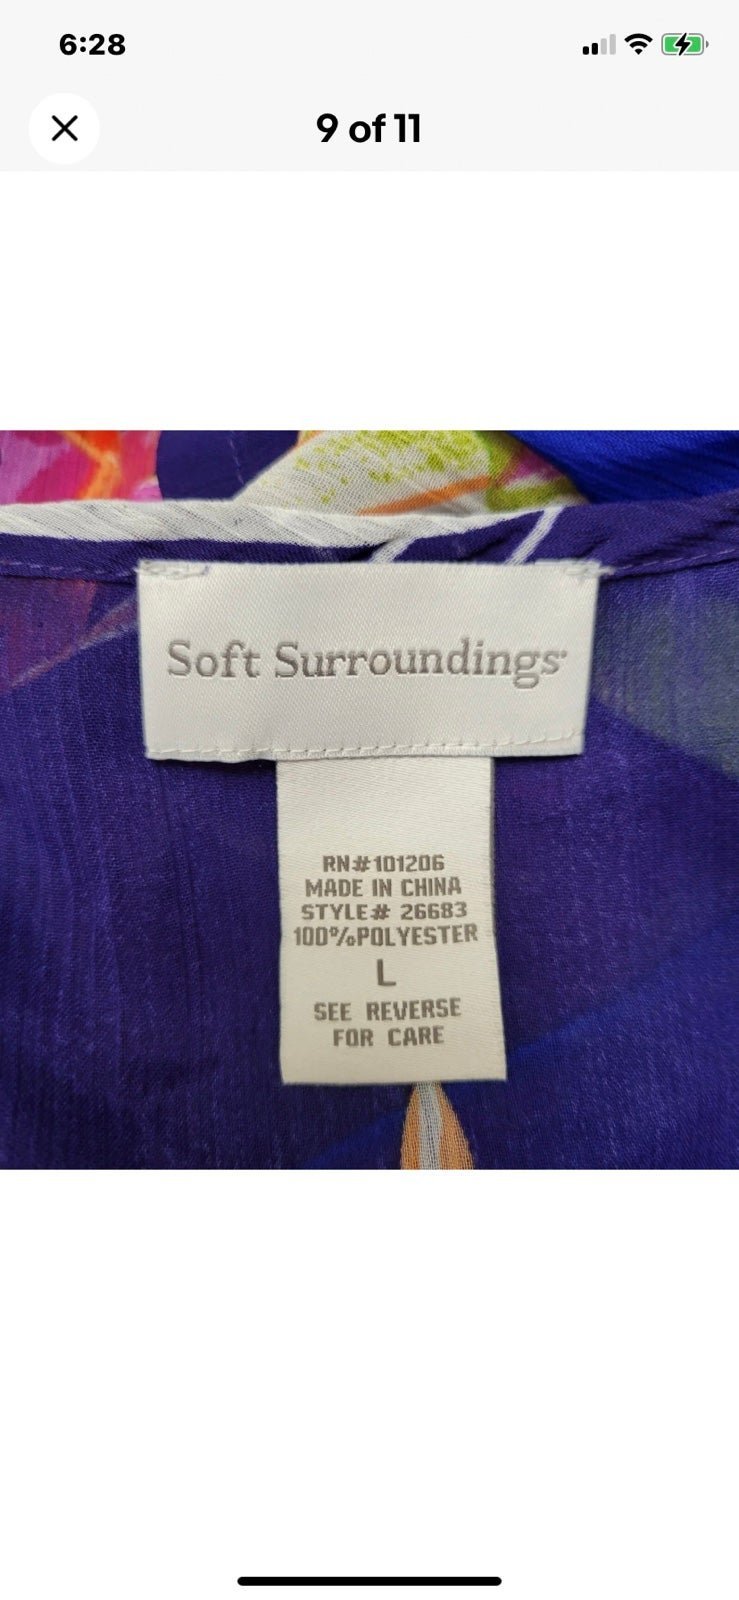 6:28
9 of 11
Soft Surroundings
RN#101206
MADE IN CHINA
STYLE# 26683
100%POLYESTER
L
SEE REVERSE
FOR CARE